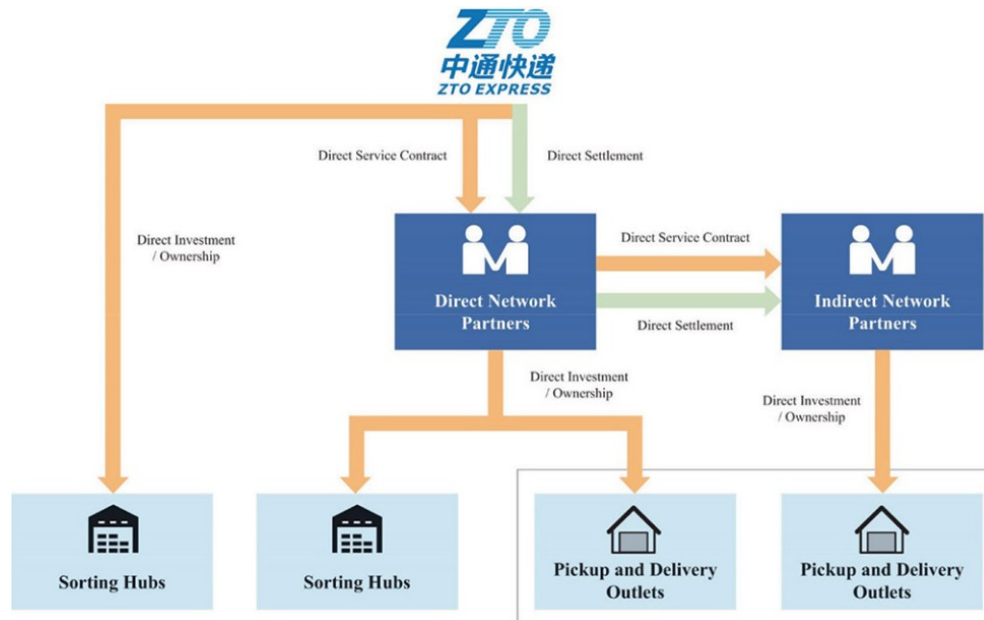 ZTO
中通快递
ZTO EXPRESS
Direct Service Contract
Direct Settlement
Direct Investment
/ Ownership
Direct Network
Partners
Direct Service Contract
Direct Settlement
Indirect Network
Partners
Direct Investment
/ Ownership
Direct Investment
/ Ownership
Sorting Hubs
Sorting Hubs
Pickup and Delivery
Outlets
Pickup and Delivery
Outlets